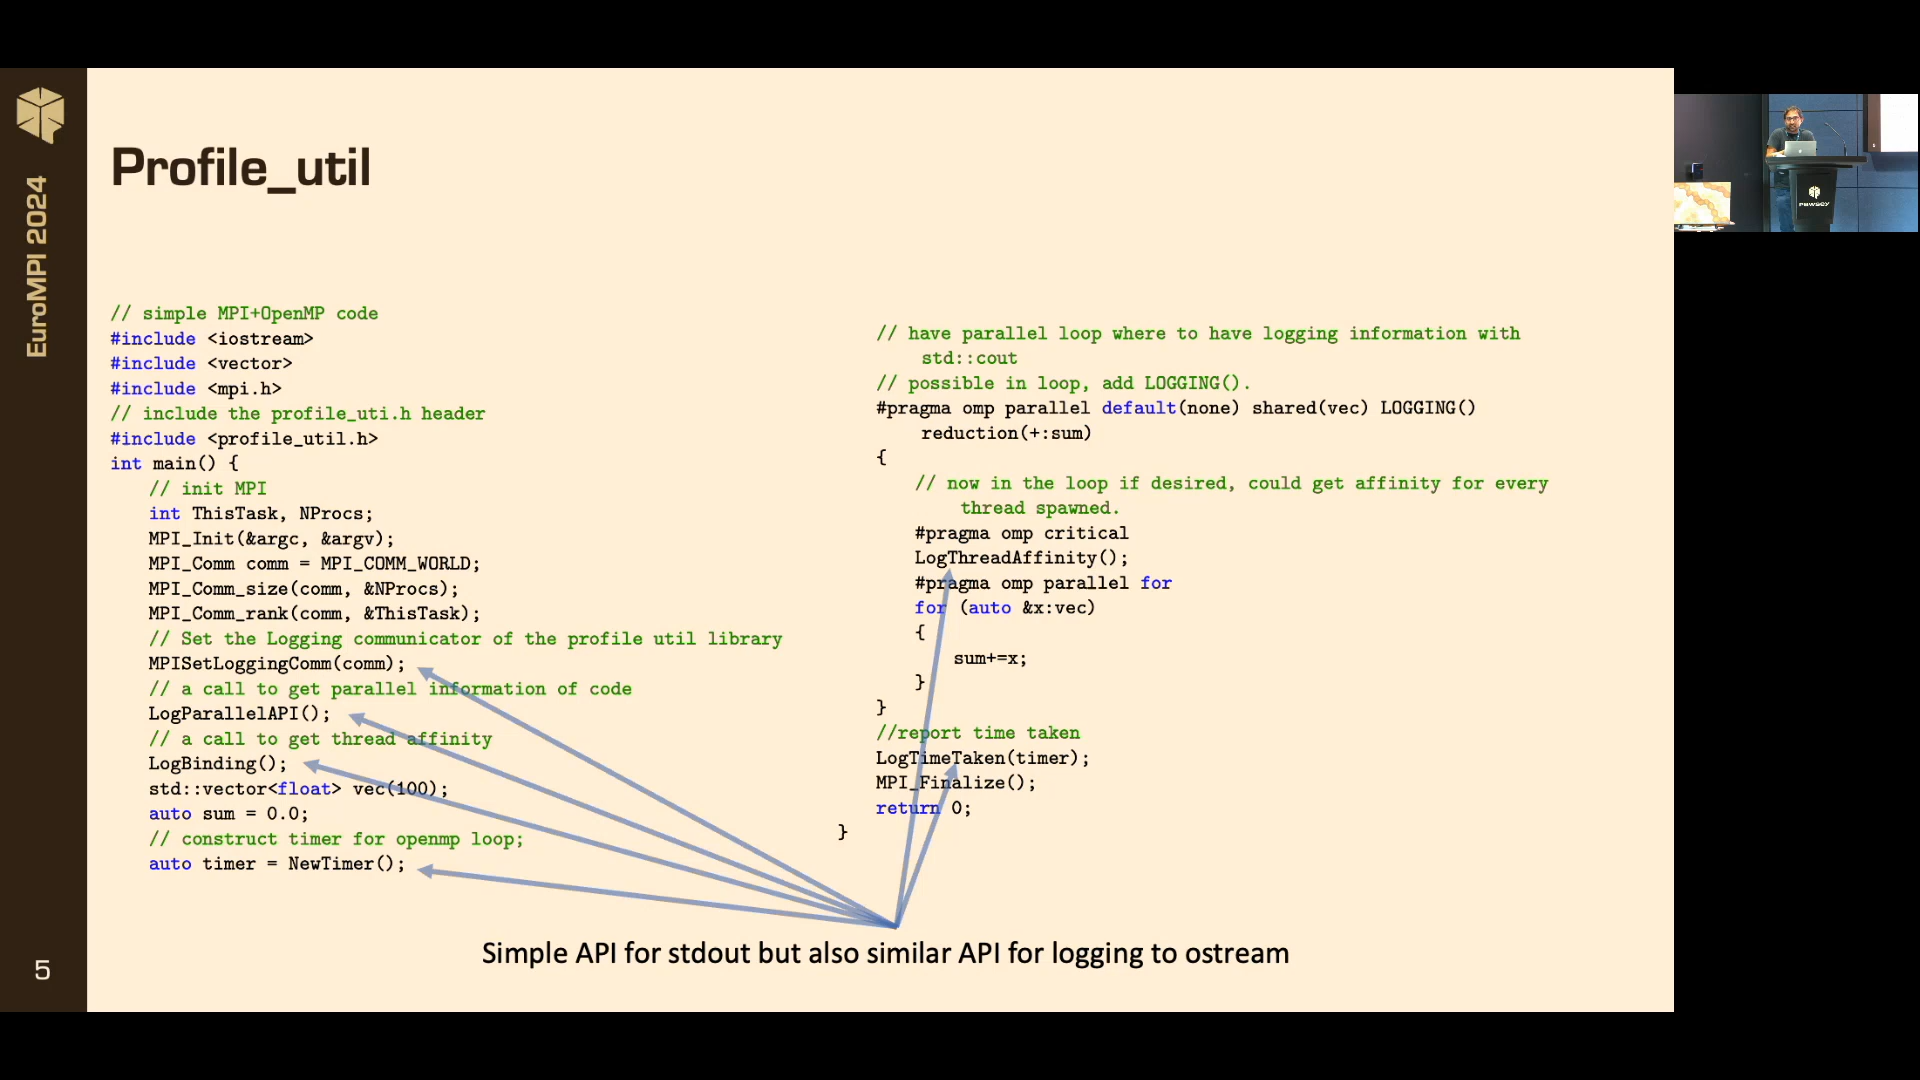 EuroMPI 2024
5
Profile_util
// simple MPI+OpenMP code
#include <iostream>
#include <vector>
#include <mpi.h>
// include the profile_uti.h header
#include <profile_util.h>
int main() {
// init MPI
int ThisTask, NProcs;
MPI_Init(&argc, &argv);
MPI_Comm comm = MPI_COMM_WORLD;
MPI_Comm_size(comm, &NProcs);
MPI_Comm_rank(comm, &ThisTask);
// Set the Logging communicator of the profile util library
MPISetLoggingComm(comm);
// a call to get parallel information of code
LogParallelAPI();
// a call to get thread affinity
LogBinding();
std::vector<float> vec(100);
auto sum = 0.0;
// construct timer for openmp loop;
auto timer = NewTimer();
// have parallel loop where to have logging information with
std::cout
// possible in loop, add LOGGING().
#pragma omp parallel default(none) shared(vec) LOGGING()
reduction(+:sum)
{
// now in the loop if desired, could get affinity for every
thread spawned.
#pragma omp critical
LogThreadAffinity();
#pragma omp parallel for
for (auto &x:vec)
{
sum+=x;
}
}
//report time taken
LogTimeTaken(timer);
MPI_Finalize();
return 0;
}
Simple API for stdout but also similar API for logging to ostream
PAWSEY